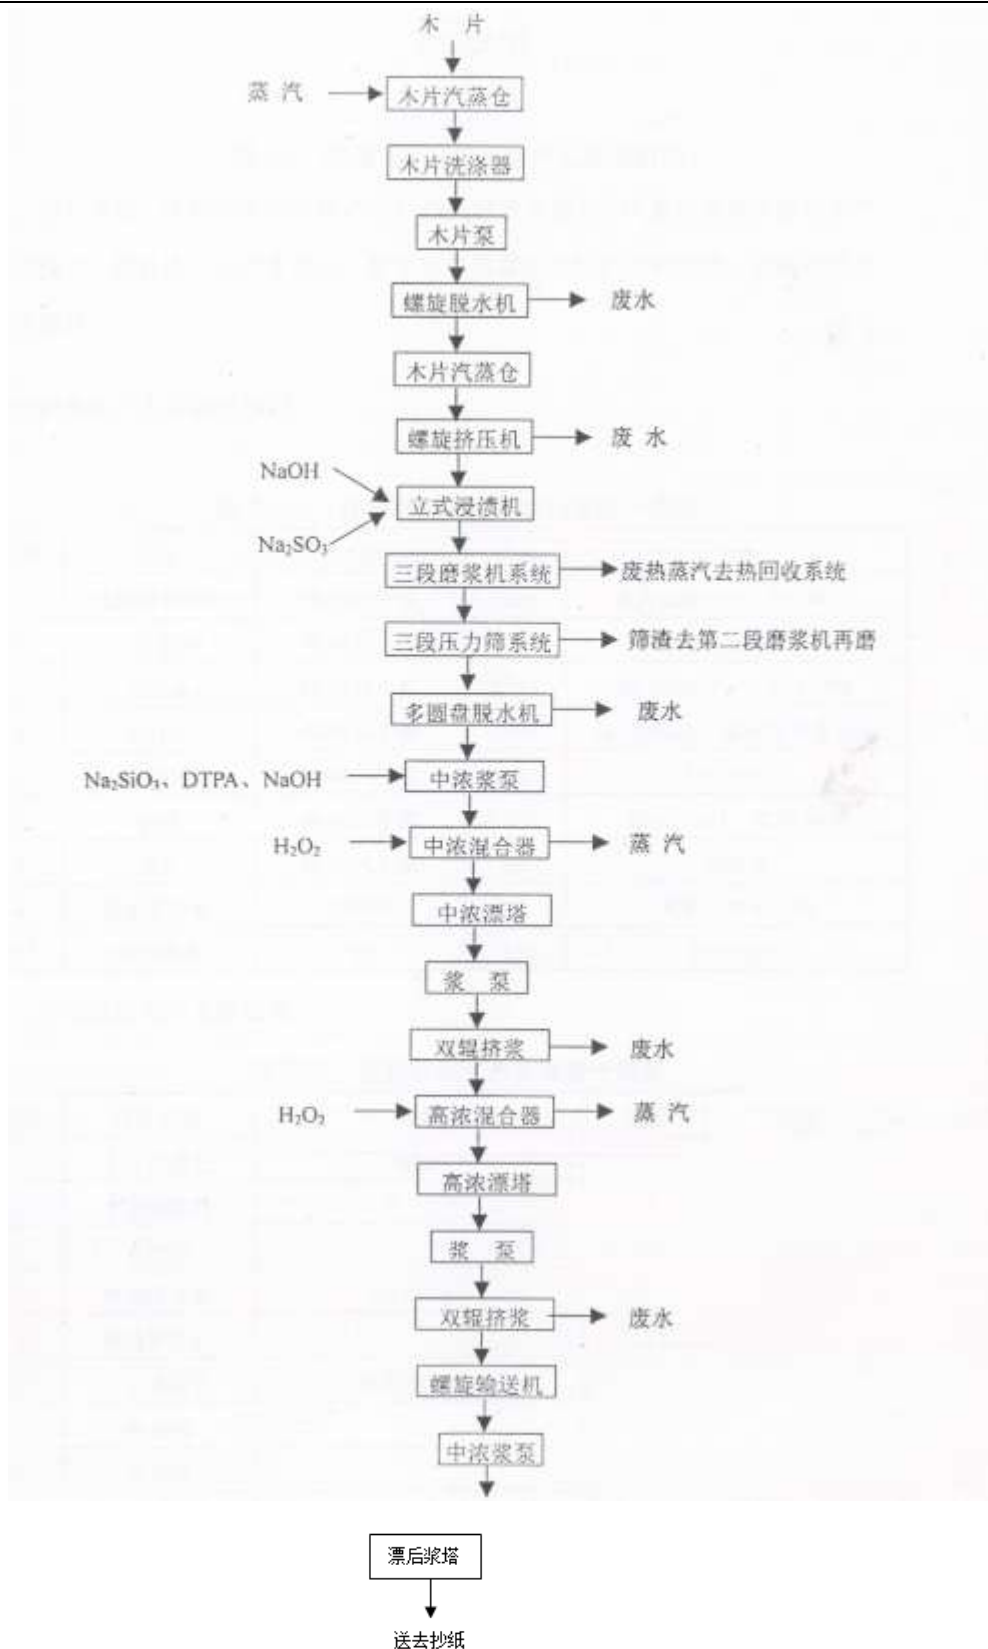 木 片
蒸 汽 木片汽蒸仓
木片洗涤器
木片泵
螺旋脱水机 废水
木片汽蒸仓
螺旋挤压机 废 水
NaOH
立式浸渍机
Na₂SO₃
三段磨浆机系统 废热蒸汽去热回收系统
三段压力筛系统 筛渣去第二段磨浆机再磨
多圆盘脱水机 废水
Na₂SiO₃、DTPA、NaOH 中浓浆泵
H₂O₂ 中浓混合器 蒸 汽
中浓漂塔
浆 泵
双辊挤浆 废水
H₂O₂ 高浓混合器 蒸 汽
高浓漂塔
浆 泵
双辊挤浆 废水
螺旋输送机
中浓浆泵
漂后浆塔
送去抄纸